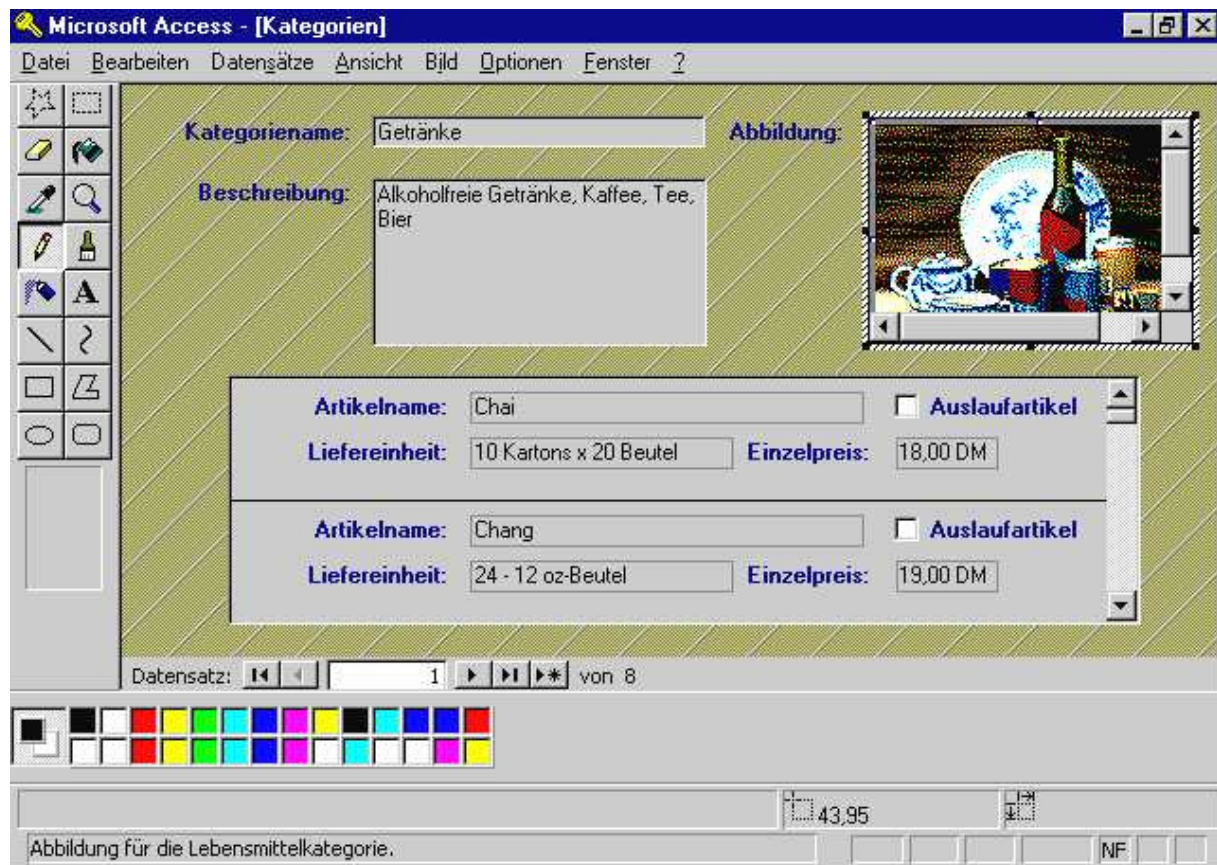 Microsoft Access - [Kategorien]
Datei Bearbeiten Datensätze Ansicht Bild Optionen Fenster ?
Kategoriename: Getränke Abbildung:
Beschreibung: Alkoholfreie Getränke, Kaffee, Tee,
Bier
A
Artikelname: Chai Auslaufartikel
Liefereinheit: 10 Kartons x 20 Beutel Einzelpreis: 18,00 DM
Artikelname: Chang Auslaufartikel
Liefereinheit: 24 - 12 oz-Beutel Einzelpreis: 19,00 DM
Datensatz: 1 von 8
43,95
Abbildung für die Lebensmittelkategorie. NF